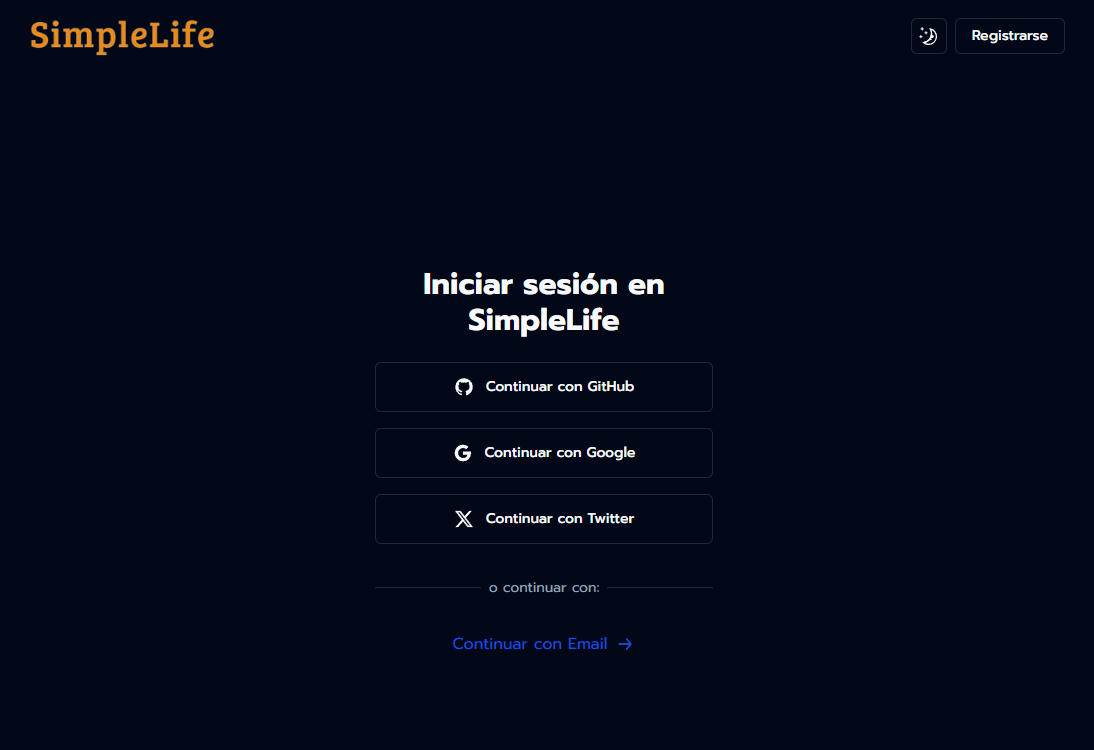 SimpleLife
Registrarse
Iniciar sesión en
SimpleLife
Continuar con GitHub
Continuar con Google
Continuar con Twitter
o continuar con:
Continuar con Email →